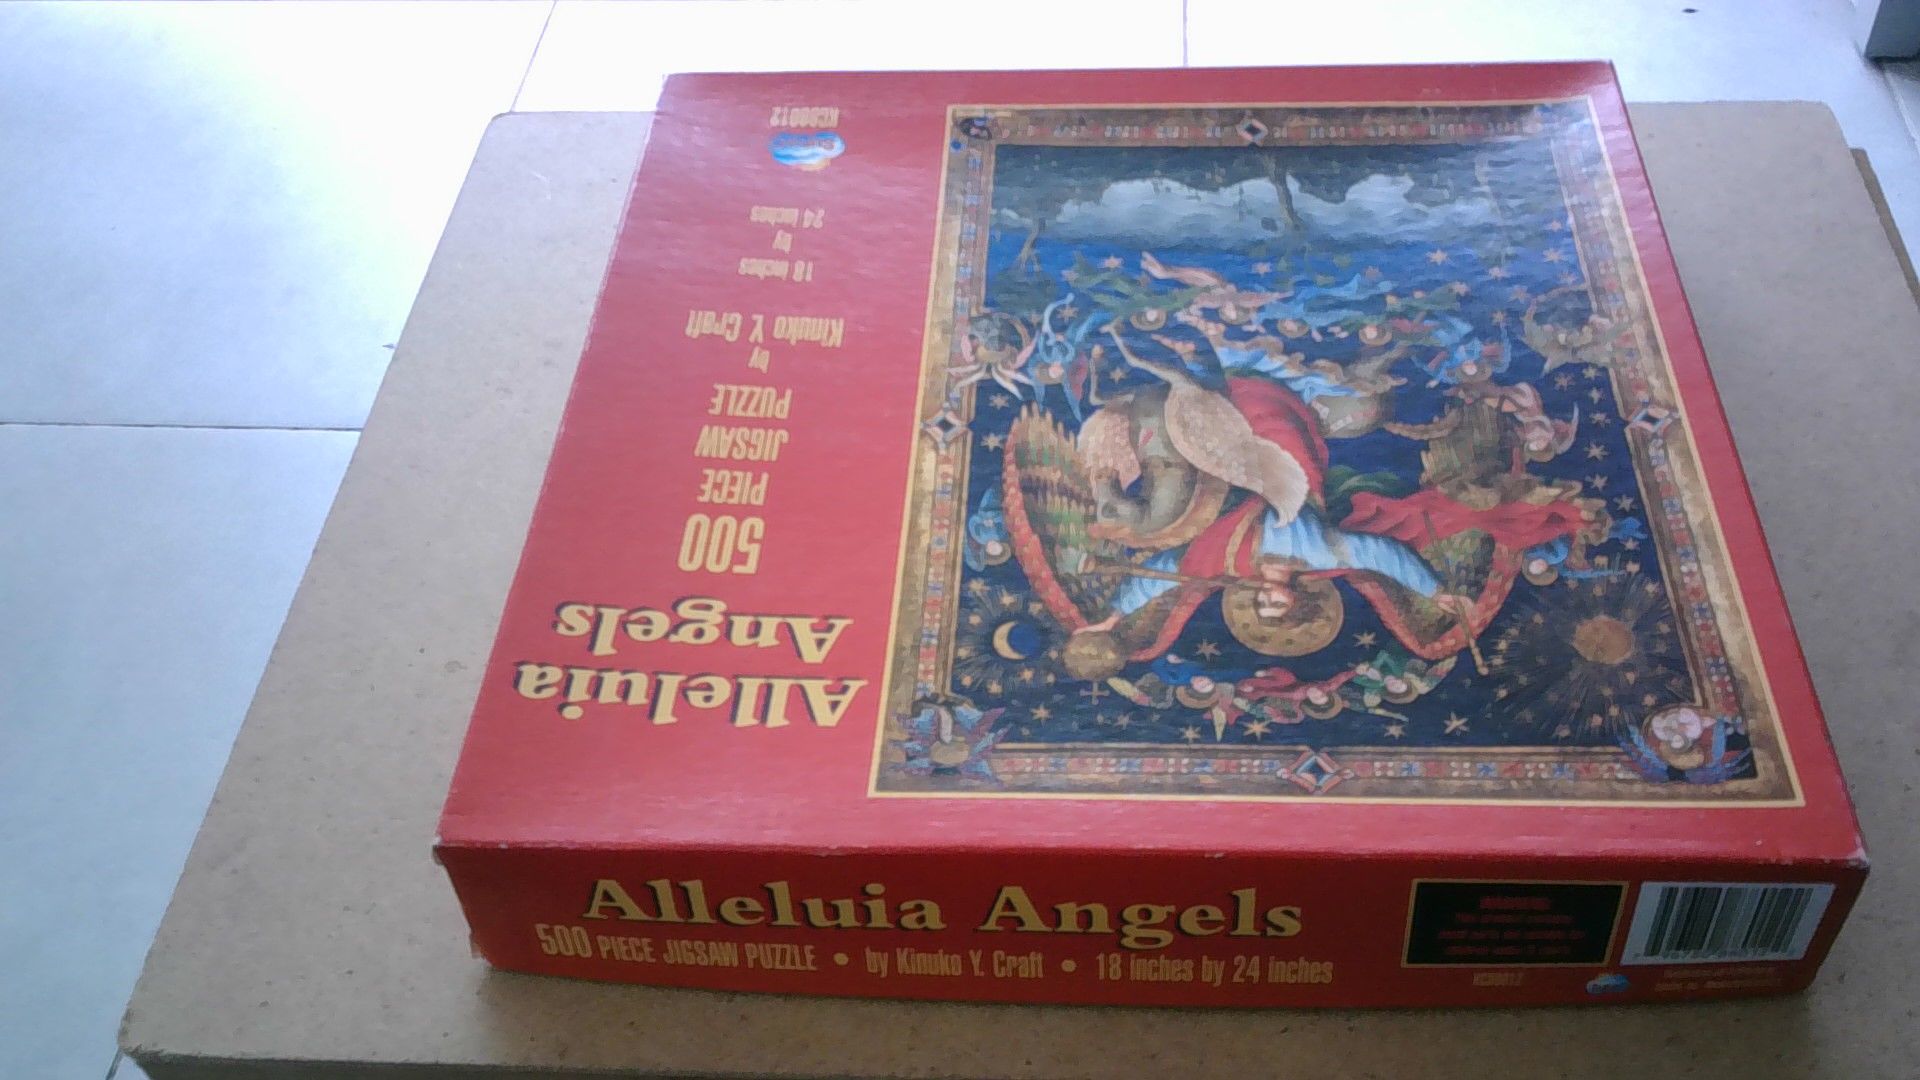 Alleluia
Angels
500
PIECE
JIGSAW
PUZZLE
by
Kinuko Y. Craft
18 inches
by
24 inches
Alleluia Angels
500 PIECE JIGSAW PUZZLE • by Kinuko Y. Craft • 18 inches by 24 inches
WARNING: